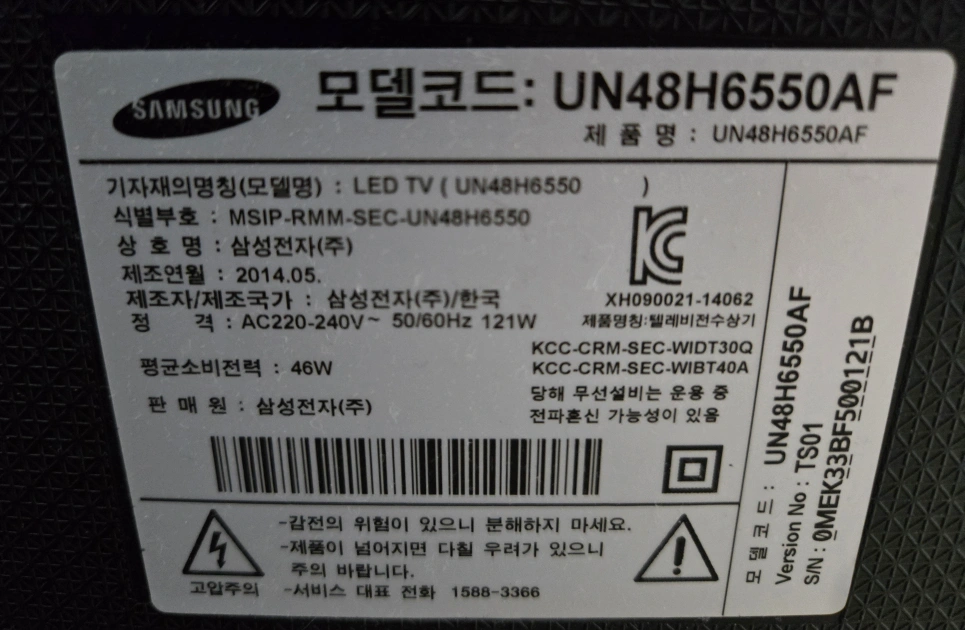 SAMSUNG
모델코드: UN48H6550AF
제 품 명 : UN48H6550AF
기자재의명칭(모델명) : LED TV ( UN48H6550 )
식별부호 : MSIP-RMM-SEC-UN48H6550
상 호 명 : 삼성전자(주)
제조연월 : 2014.05.
제조자/제조국가 : 삼성전자(주)/한국
정 격 : AC220-240V~ 50/60Hz 121W
평균소비전력 : 46W
판 매 원 : 삼성전자(주)
XH090021-14062
제품명칭:텔레비전수상기
KCC-CRM-SEC-WIDT30Q
KCC-CRM-SEC-WIBT40A
당해 무선설비는 운용 중
전파혼신 가능성이 있음
고압주의
-감전의 위험이 있으니 분해하지 마세요.
-제품이 넘어지면 다칠 우려가 있으니
주의 바랍니다.
-서비스 대표 전화 1588-3366
모 델 코 드 : UN48H6550AF
Version No : TS01
S/N : 0MEK33BF500121B